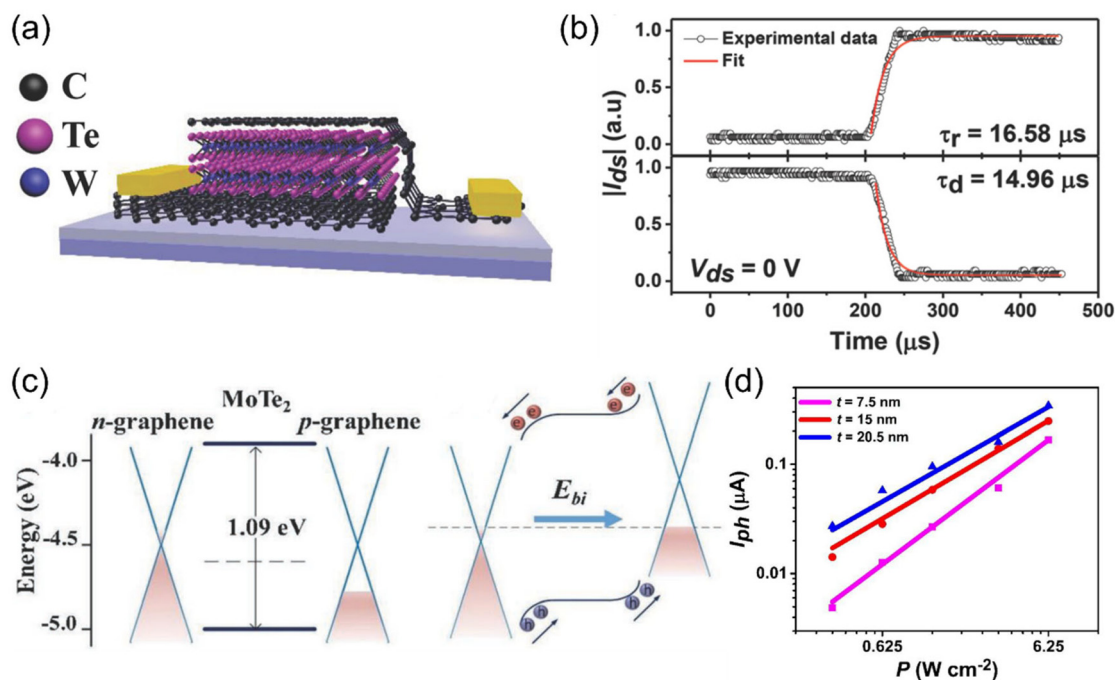 (a)
C
Te
W
(b)
Experimental data
Fit
τr = 16.58 μs
τd = 14.96 μs
Vds = 0 V
|Ids| (a.u)
1.0
0.5
0.0
1.0
0.5
0.0
0 100 200 300 400 500
Time (μs)
(c)
n-graphene MoTe2 p-graphene
Energy (eV)
-4.0
-4.5
-5.0
1.09 eV
e e e e
Ebi
h h h h
(d)
t = 7.5 nm
t = 15 nm
t = 20.5 nm
Iph (μA)
0.1
0.01
0.625 6.25
P (W cm-2)